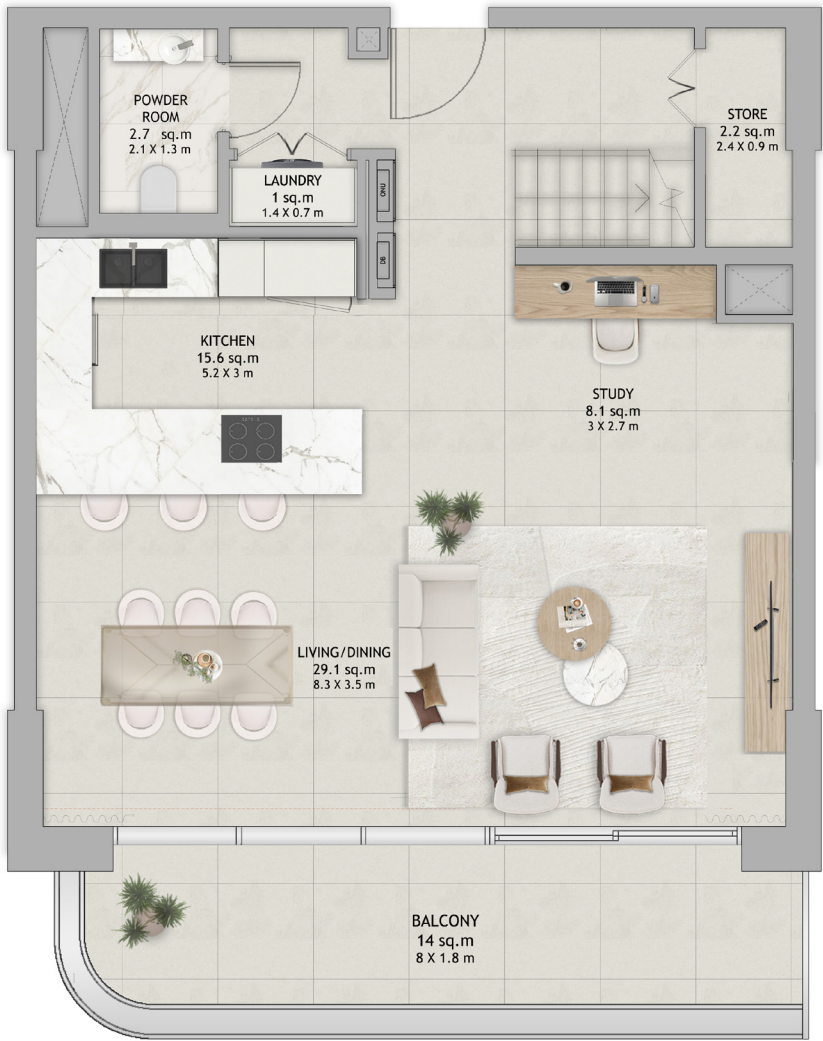 POWDER
ROOM
2.7 sq.m
2.1 X 1.3 m
STORE
2.2 sq.m
2.4 X 0.9 m
LAUNDRY
1 sq.m
1.4 X 0.7 m
ONU
DB
KITCHEN
15.6 sq.m
5.2 X 3 m
STUDY
8.1 sq.m
3 X 2.7 m
LIVING/DINING
29.1 sq.m
8.3 X 3.5 m
BALCONY
14 sq.m
8 X 1.8 m